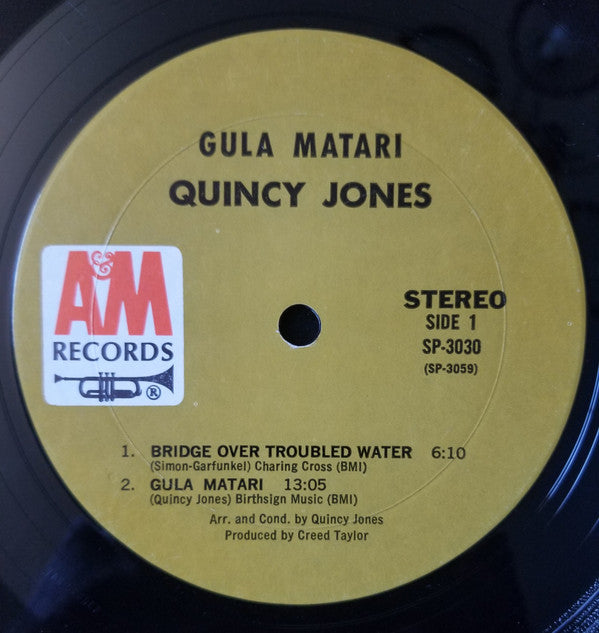 GULA MATARI
QUINCY JONES
A&M
RECORDS
®
STEREO
SIDE 1
SP-3030
(SP-3059)
1. BRIDGE OVER TROUBLED WATER 6:10
(Simon-Garfunkel) Charing Cross (BMI)
2. GULA MATARI 13:05
(Quincy Jones) Birthsign Music (BMI)
Arr. and Cond. by Quincy Jones
Produced by Creed Taylor